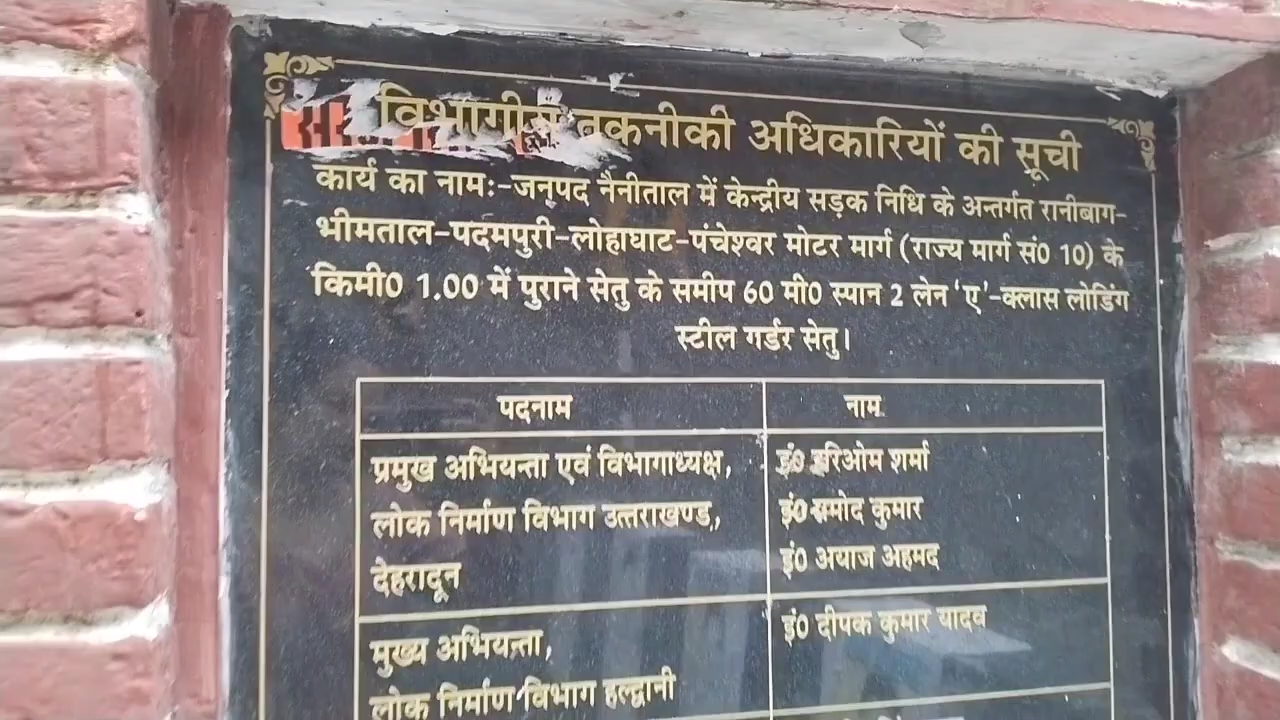 विभागीय तकनीकी अधिकारियों की सूची
कार्य का नामः-जनपद नैनीताल में केन्द्रीय सड़क निधि के अन्तर्गत रानीबाग-
भीमताल-पदमपुरी-लोहाघाट-पंचेश्वर मोटर मार्ग (राज्य मार्ग सं0 10) के
किमी0 1.00 में पुराने सेतु के समीप 60 मी0 स्पान 2 लेन 'ए'-क्लास लोडिंग
स्टील गर्डर सेतु।
पदनाम नाम
प्रमुख अभियन्ता एवं विभागाध्यक्ष, इं0 हरिओम शर्मा
लोक निर्माण विभाग उत्तराखण्ड, इं0 प्रमोद कुमार
देहरादून इं0 अयाज अहमद
मुख्य अभियन्ता, इं0 दीपक कुमार यादव
लोक निर्माण विभाग हल्द्वानी